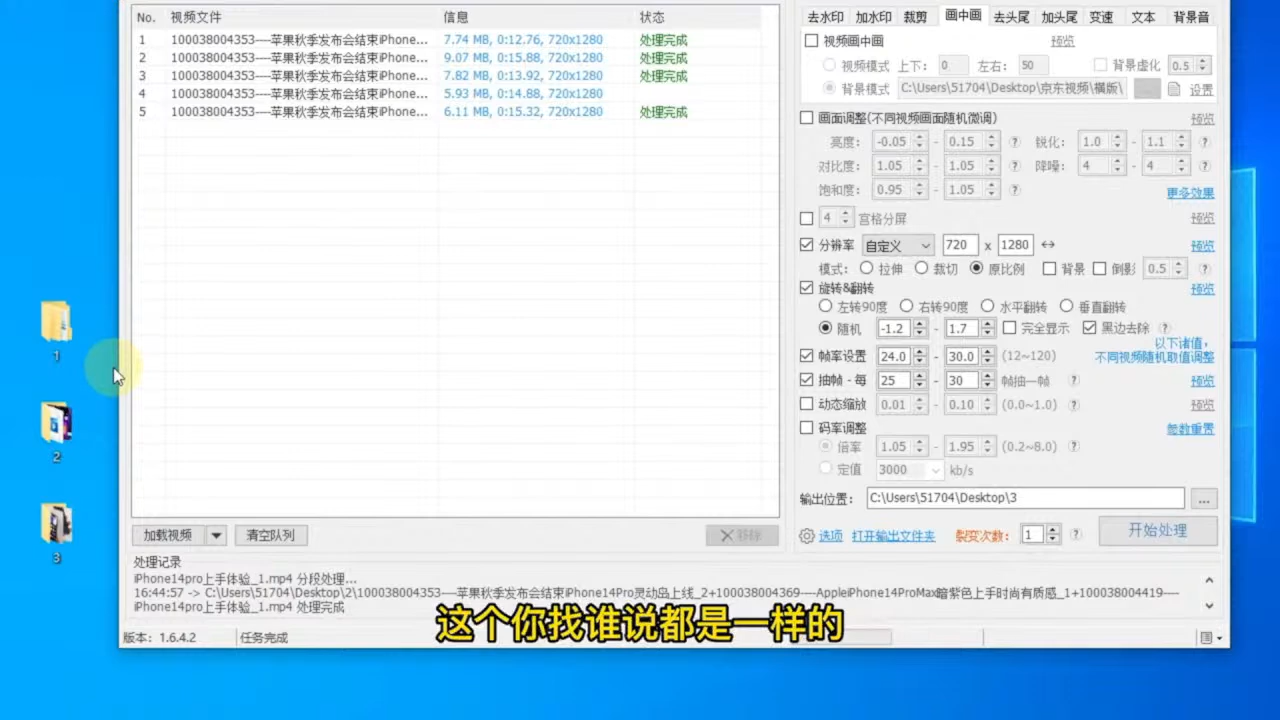 No. 视频文件 信息 状态
1 100038004353----苹果秋季发布会结束iPhone... 7.74 MB, 0:12.76, 720x1280 处理完成
2 100038004353----苹果秋季发布会结束iPhone... 9.07 MB, 0:15.88, 720x1280 处理完成
3 100038004353----苹果秋季发布会结束iPhone... 7.82 MB, 0:13.92, 720x1280 处理完成
4 100038004353----苹果秋季发布会结束iPhone... 5.93 MB, 0:14.88, 720x1280
5 100038004353----苹果秋季发布会结束iPhone... 6.11 MB, 0:15.32, 720x1280 处理完成
去水印 加水印 裁剪 画中画 去头尾 加头尾 变速 文本 背景音
视频画中画 预览
视频模式 上下: 0 左右: 50 背景虚化 0.5
背景模式 C:\Users\51704\Desktop\京东视频\横版\ ... 设置
画面调整(不同视频画面随机微调) 预览
亮度: -0.05 - 0.15 ? 锐化: 1.0 - 1.1 ?
对比度: 1.05 - 1.05 ? 降噪: 4 - 4 ?
饱和度: 0.95 - 1.05 ? 更多效果
4 宫格分屏 预览
分辨率 自定义 720 x 1280 预览
模式: 拉伸 裁切 原比例 背景 倒影 0.5 ?
旋转&翻转 预览
左转90度 右转90度 水平翻转 垂直翻转
随机 -1.2 - 1.7 完全显示 黑边去除 ?
以下诸值，
不同视频随机取值调整
帧率设置 24.0 - 30.0 (12~120)
抽帧 - 每 25 - 30 帧抽一帧 ? 预览
动态缩放 0.01 - 0.10 (0.0~1.0) ? 预览
码率调整 参数重置
倍率 1.05 - 1.95 (0.2~8.0) ?
定值 3000 kb/s
输出位置: C:\Users\51704\Desktop\3 ...
加载视频 清空队列 移除
选项 打开输出文件夹 裂变次数: 1 ? 开始处理
处理记录
iPhone14pro上手体验_1.mp4 分段处理...
16:44:57 -> C:\Users\51704\Desktop\2\100038004353----苹果秋季发布会结束iPhone14Pro灵动岛上线_2+100038004369----AppleiPhone14ProMax暗紫色上手时尚有质感_1+100038004419----
iPhone14pro上手体验_1.mp4 处理完成
版本: 1.6.4.2 任务完成
这个你找谁说都是一样的
1
2
3